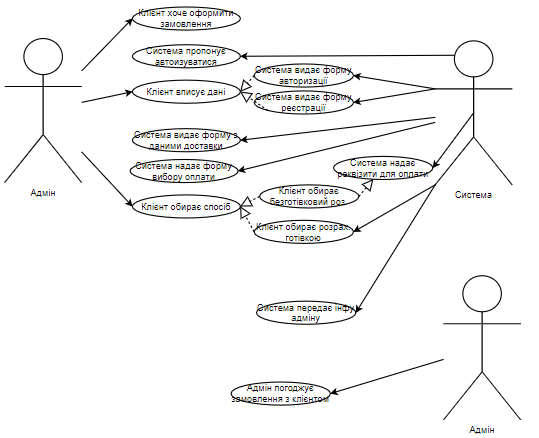 Клієнт хоче оформити
замовлення
Система пропонує
автоизуватися
Система видає форму
авторизації
Клієнт вписує дані
Система видає форму
реєстрації
Система видає форму з
даними доставки
Система надає форму
вибору оплати
Система надає
реквізити для оплати
Клієнт обирає
безготівковий роз
Клієнт обирає спосіб
Клієнт обирає розрах
готівкою
Адмін
Система
Система передає інфу
адміну
Адмін погоджує
замовлення з клієнтом
Адмін